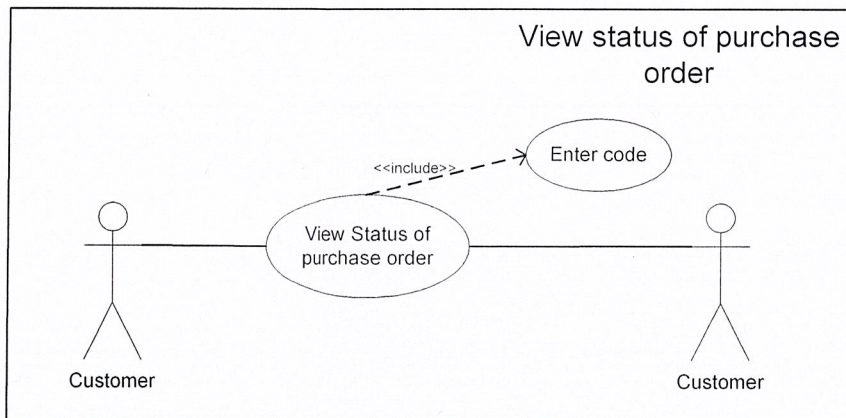 View status of purchase
order
Enter code
<<include>>
View Status of
purchase order
Customer
Customer